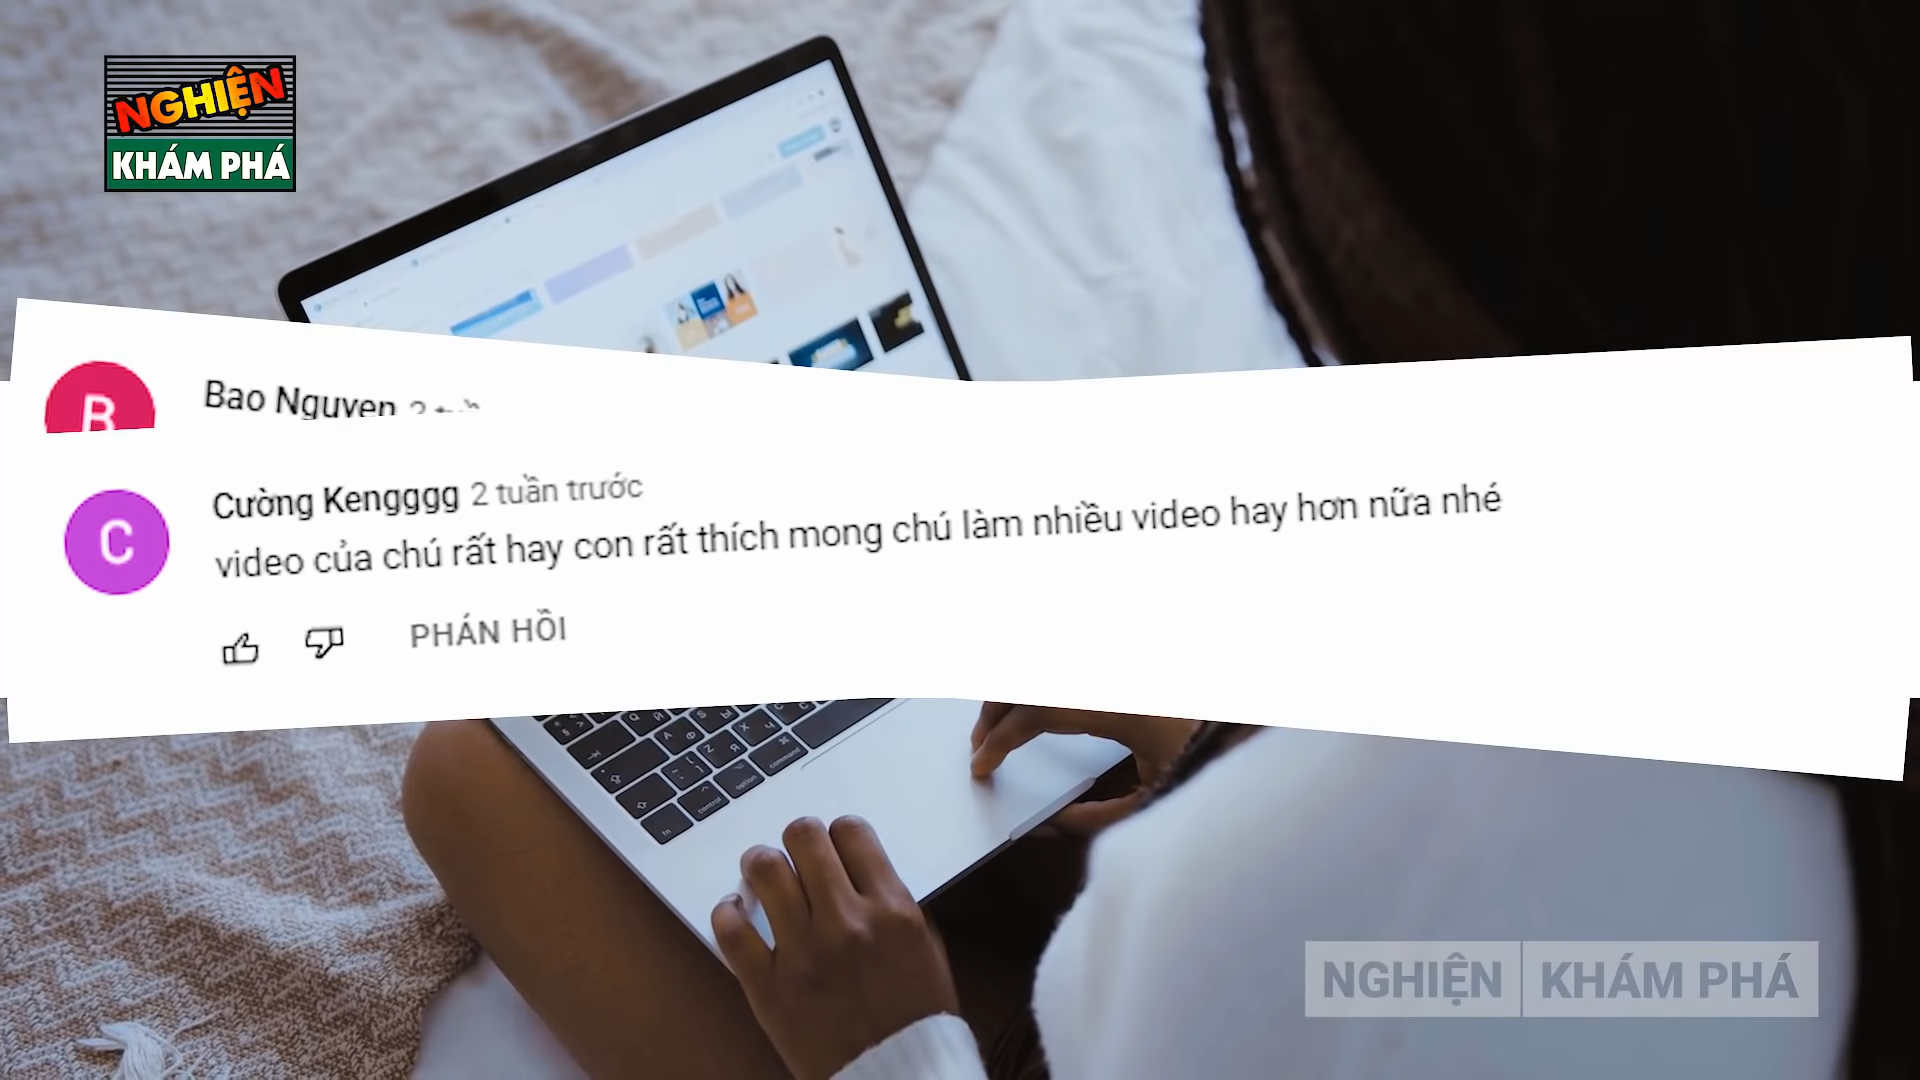 NGHIỆN
KHÁM PHÁ
Bao Nguyen
Cường Kengggg 2 tuần trước
video của chú rất hay con rất thích mong chú làm nhiều video hay hơn nữa nhé
PHẢN HỒI
NGHIỆN KHÁM PHÁ